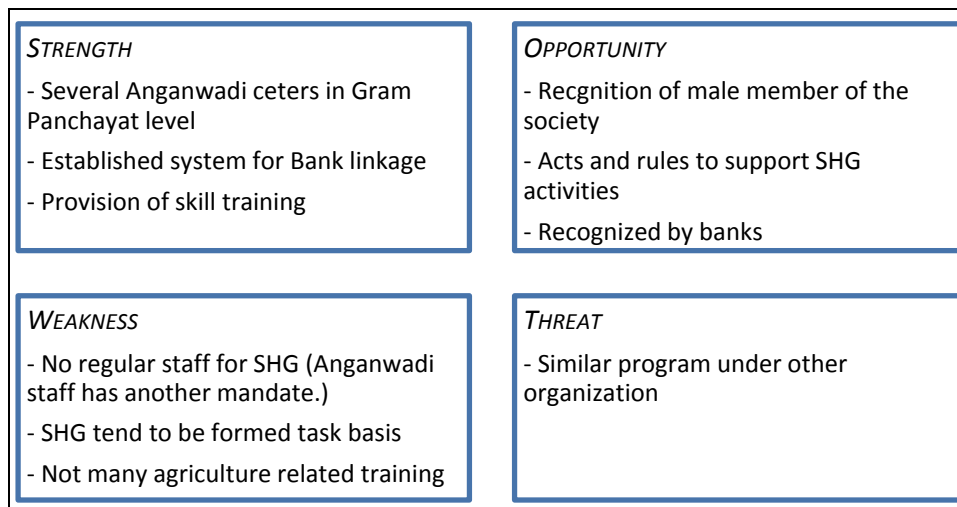 STRENGTH
- Several Anganwadi ceters in Gram
Panchayat level
- Established system for Bank linkage
- Provision of skill training
OPPORTUNITY
- Recgnition of male member of the
society
- Acts and rules to support SHG
activities
- Recognized by banks
WEAKNESS
- No regular staff for SHG (Anganwadi
staff has another mandate.)
- SHG tend to be formed task basis
- Not many agriculture related training
THREAT
- Similar program under other
organization